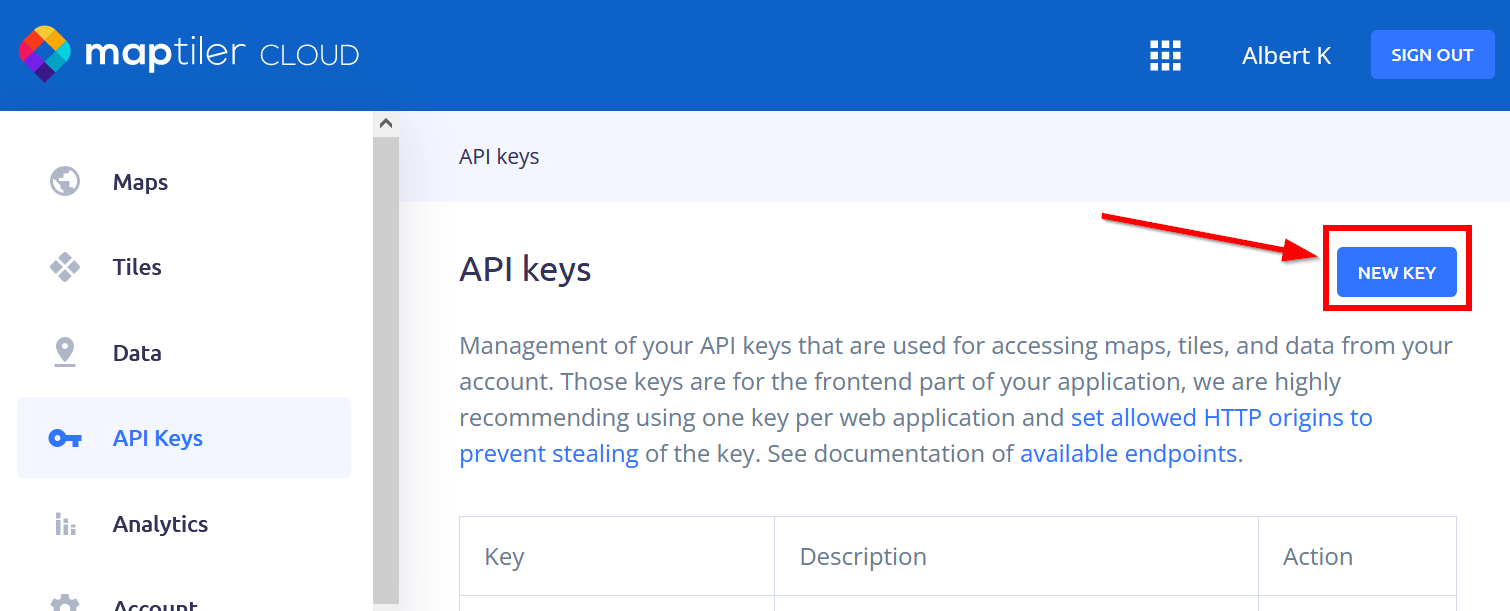 maptiler CLOUD
Albert K
SIGN OUT
Maps
Tiles
Data
API Keys
Analytics
Account
API keys
API keys
NEW KEY
Management of your API keys that are used for accessing maps, tiles, and data from your
account. Those keys are for the frontend part of your application, we are highly
recommending using one key per web application and set allowed HTTP origins to
prevent stealing of the key. See documentation of available endpoints.
Key
Description
Action